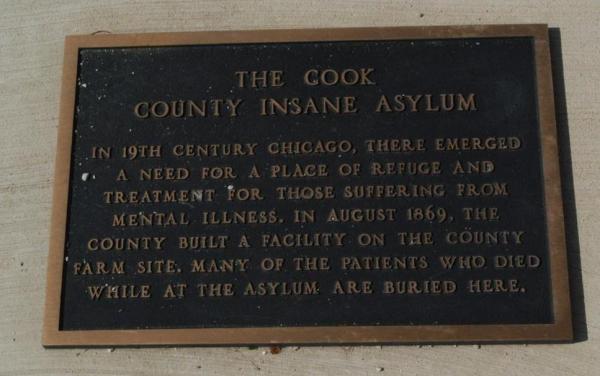 THE COOK
COUNTY INSANE ASYLUM
IN 19TH CENTURY CHICAGO, THERE EMERGED
A NEED FOR A PLACE OF REFUGE AND
TREATMENT FOR THOSE SUFFERING FROM
MENTAL ILLNESS. IN AUGUST 1869, THE
COUNTY BUILT A FACILITY ON THE COUNTY
FARM SITE. MANY OF THE PATIENTS WHO DIED
WHILE AT THE ASYLUM ARE BURIED HERE.